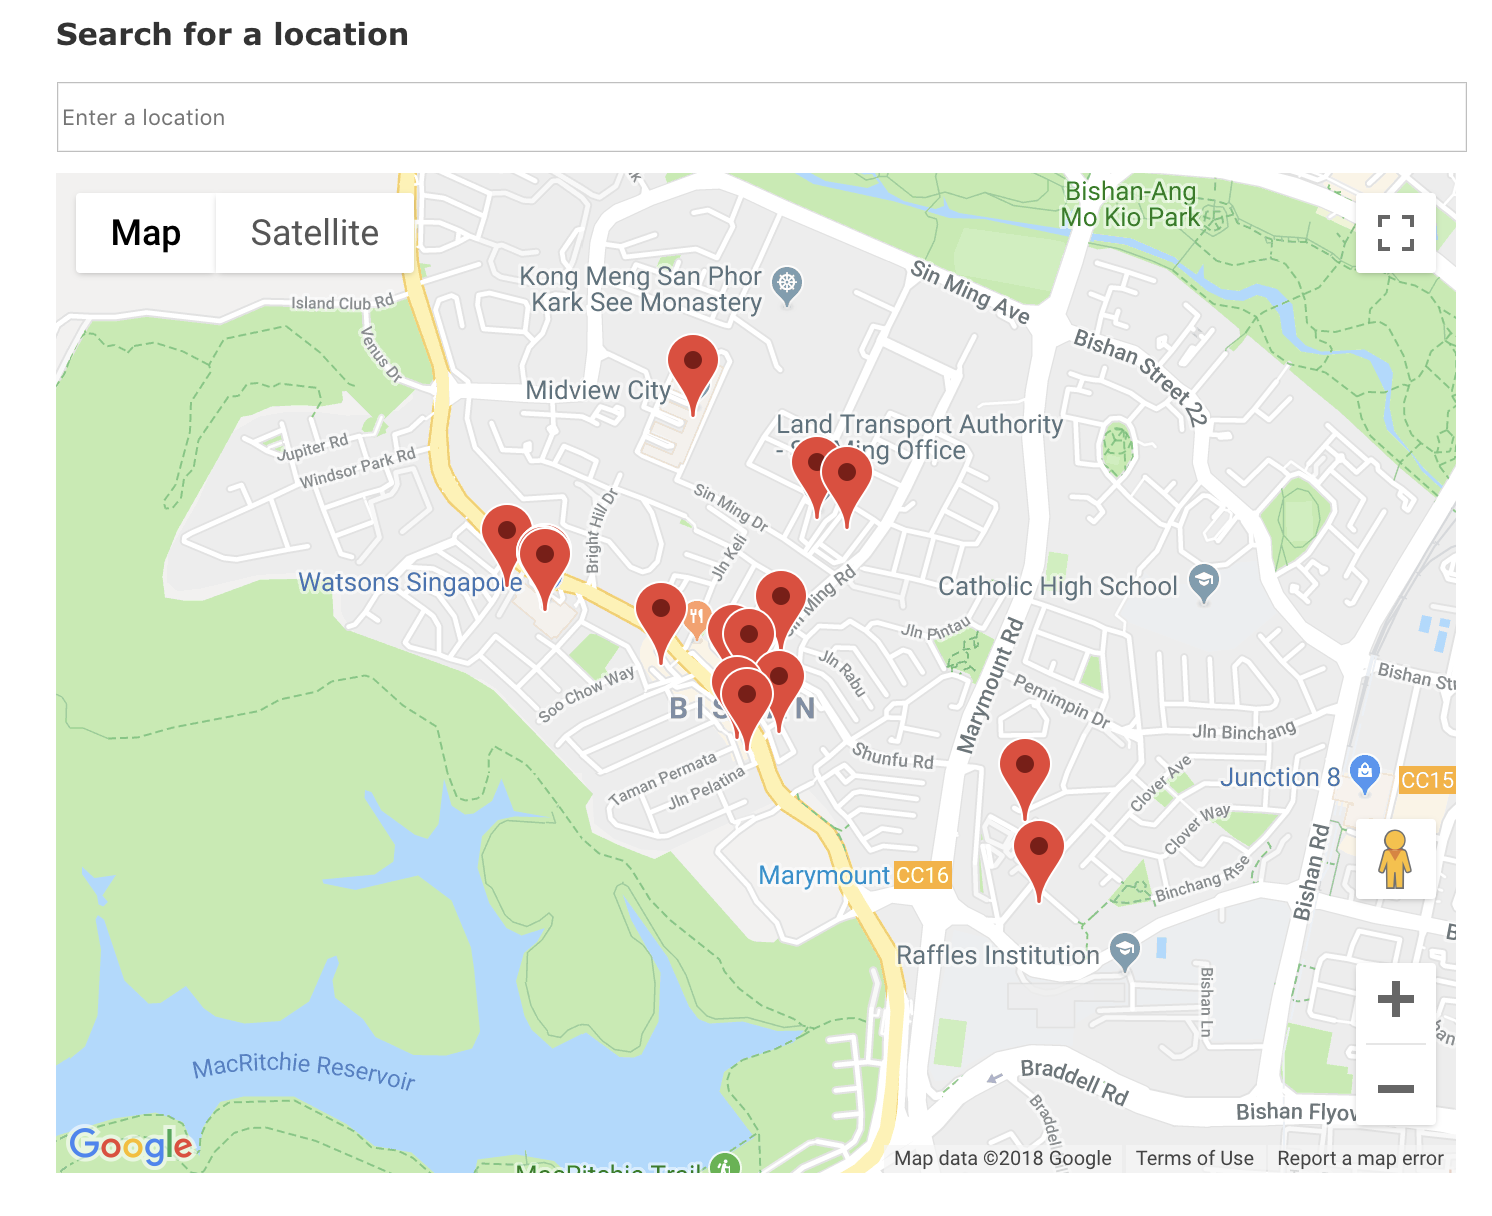 Search for a location
Enter a location
Map
Satellite
Bishan-Ang
Mo Kio Park
Kong Meng San Phor
Kark See Monastery
Sin Ming Ave
Island Club Rd
Venus Dr
Bishan Street 22
Midview City
Land Transport Authority
Ming Office
Jupiter Rd
Windsor Park Rd
Sin Ming Dr
Bright Hill Dr
Jln Keli
Watsons Singapore
Sin Ming Rd
Catholic High School
Jln Pintau
Marymount Rd
Jln Rabu
Pemimpin Dr
Soo Chow Way
BISHAN
Jln Binchang
Shunfu Rd
Taman Permata
Jln Pelatina
Clover Ave
Junction 8
CC15
Clover Way
Marymount CC16
Binchang Rise
Bishan Rd
Raffles Institution
Bishan Ln
MacRitchie Reservoir
Braddell Rd
Braddell
Bishan
MacRitchie Trail
Google
Map data ©2018 Google
Terms of Use
Report a map error